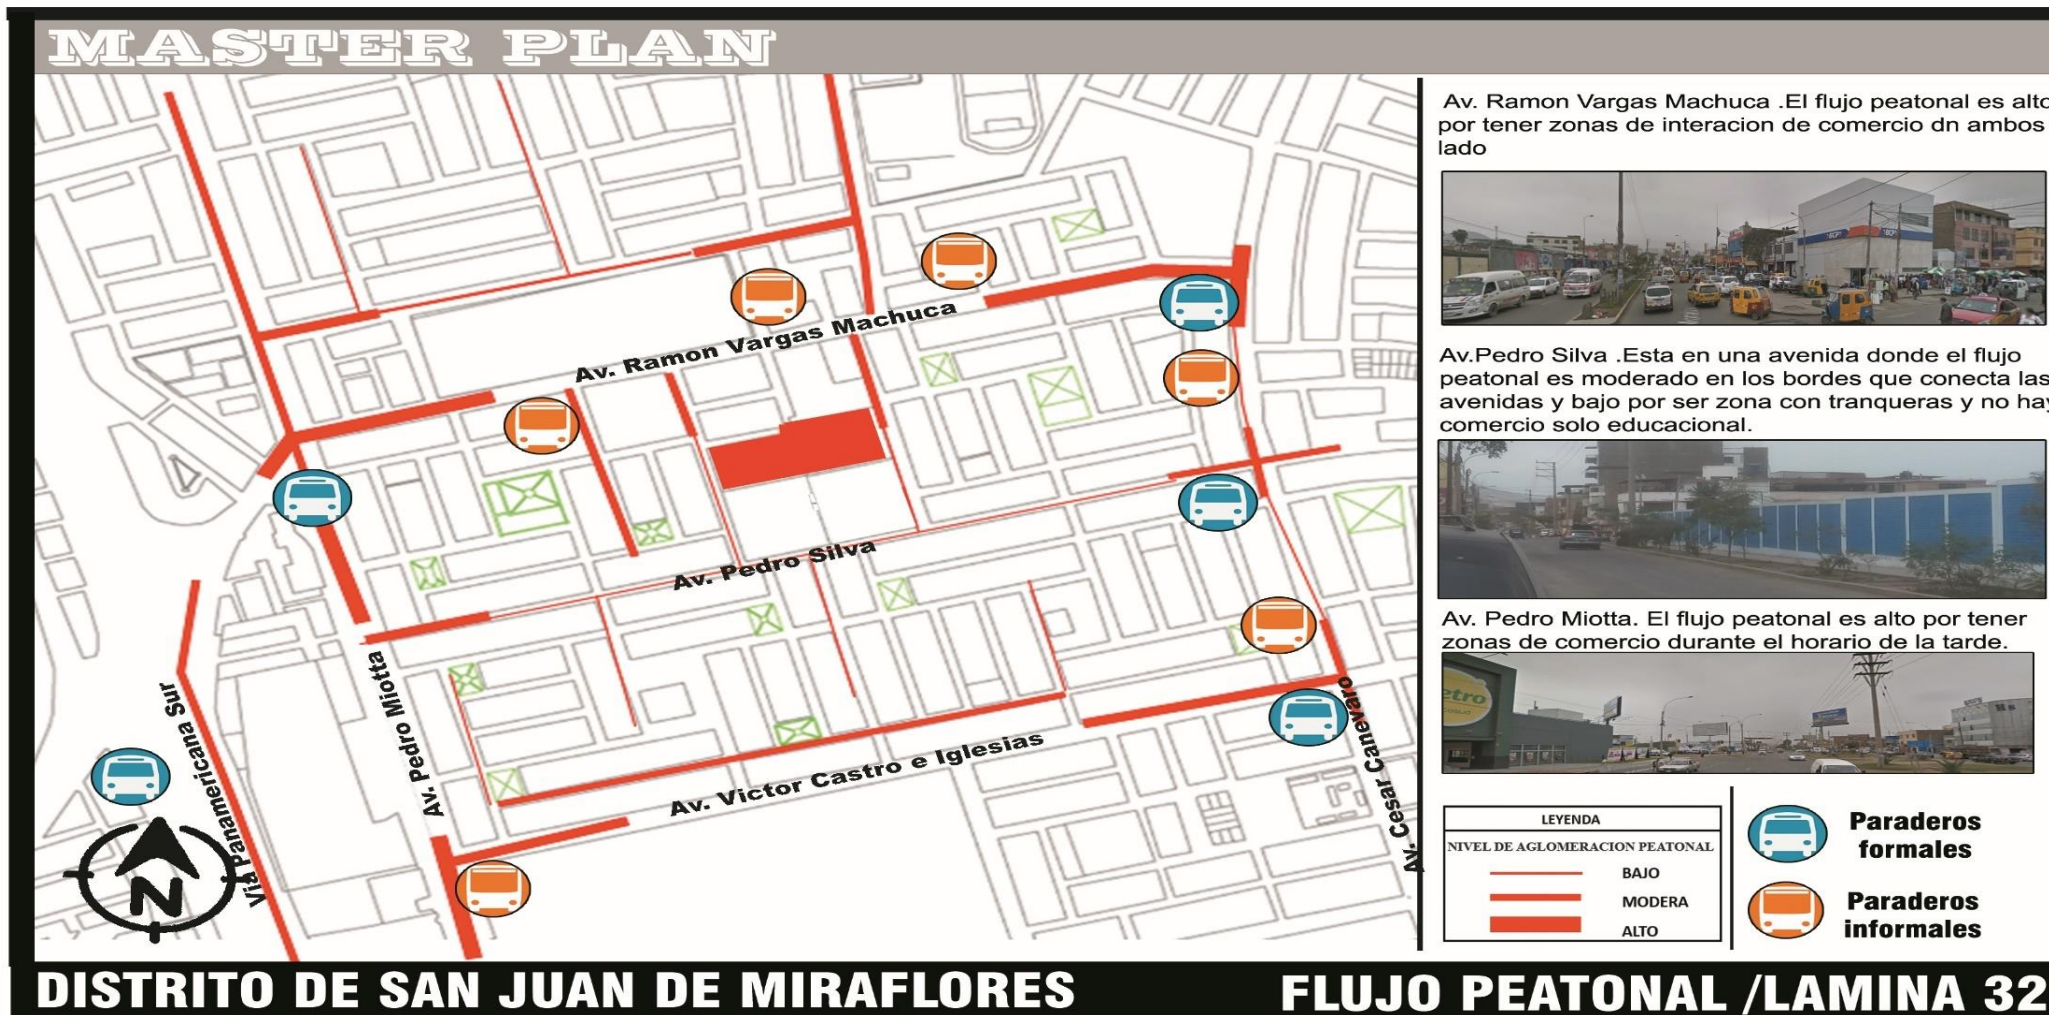 MASTER PLAN
Av. Ramon Vargas Machuca .El flujo peatonal es alto
por tener zonas de interacion de comercio dn ambos
lado
BCP
Av.Pedro Silva .Esta en una avenida donde el flujo
peatonal es moderado en los bordes que conecta las
avenidas y bajo por ser zona con tranqueras y no hay
comercio solo educacional.
Av. Pedro Miotta. El flujo peatonal es alto por tener
zonas de comercio durante el horario de la tarde.
etro
Av. Ramon Vargas Machuca
Av. Pedro Silva
Av. Victor Castro e Iglesias
Av. Pedro Miotta
Via Panamericana Sur
Av. Cesar Canevaro
N
LEYENDA
NIVEL DE AGLOMERACION PEATONAL
BAJO
MODERA
ALTO
Paraderos
formales
Paraderos
informales
DISTRITO DE SAN JUAN DE MIRAFLORES
FLUJO PEATONAL /LAMINA 32